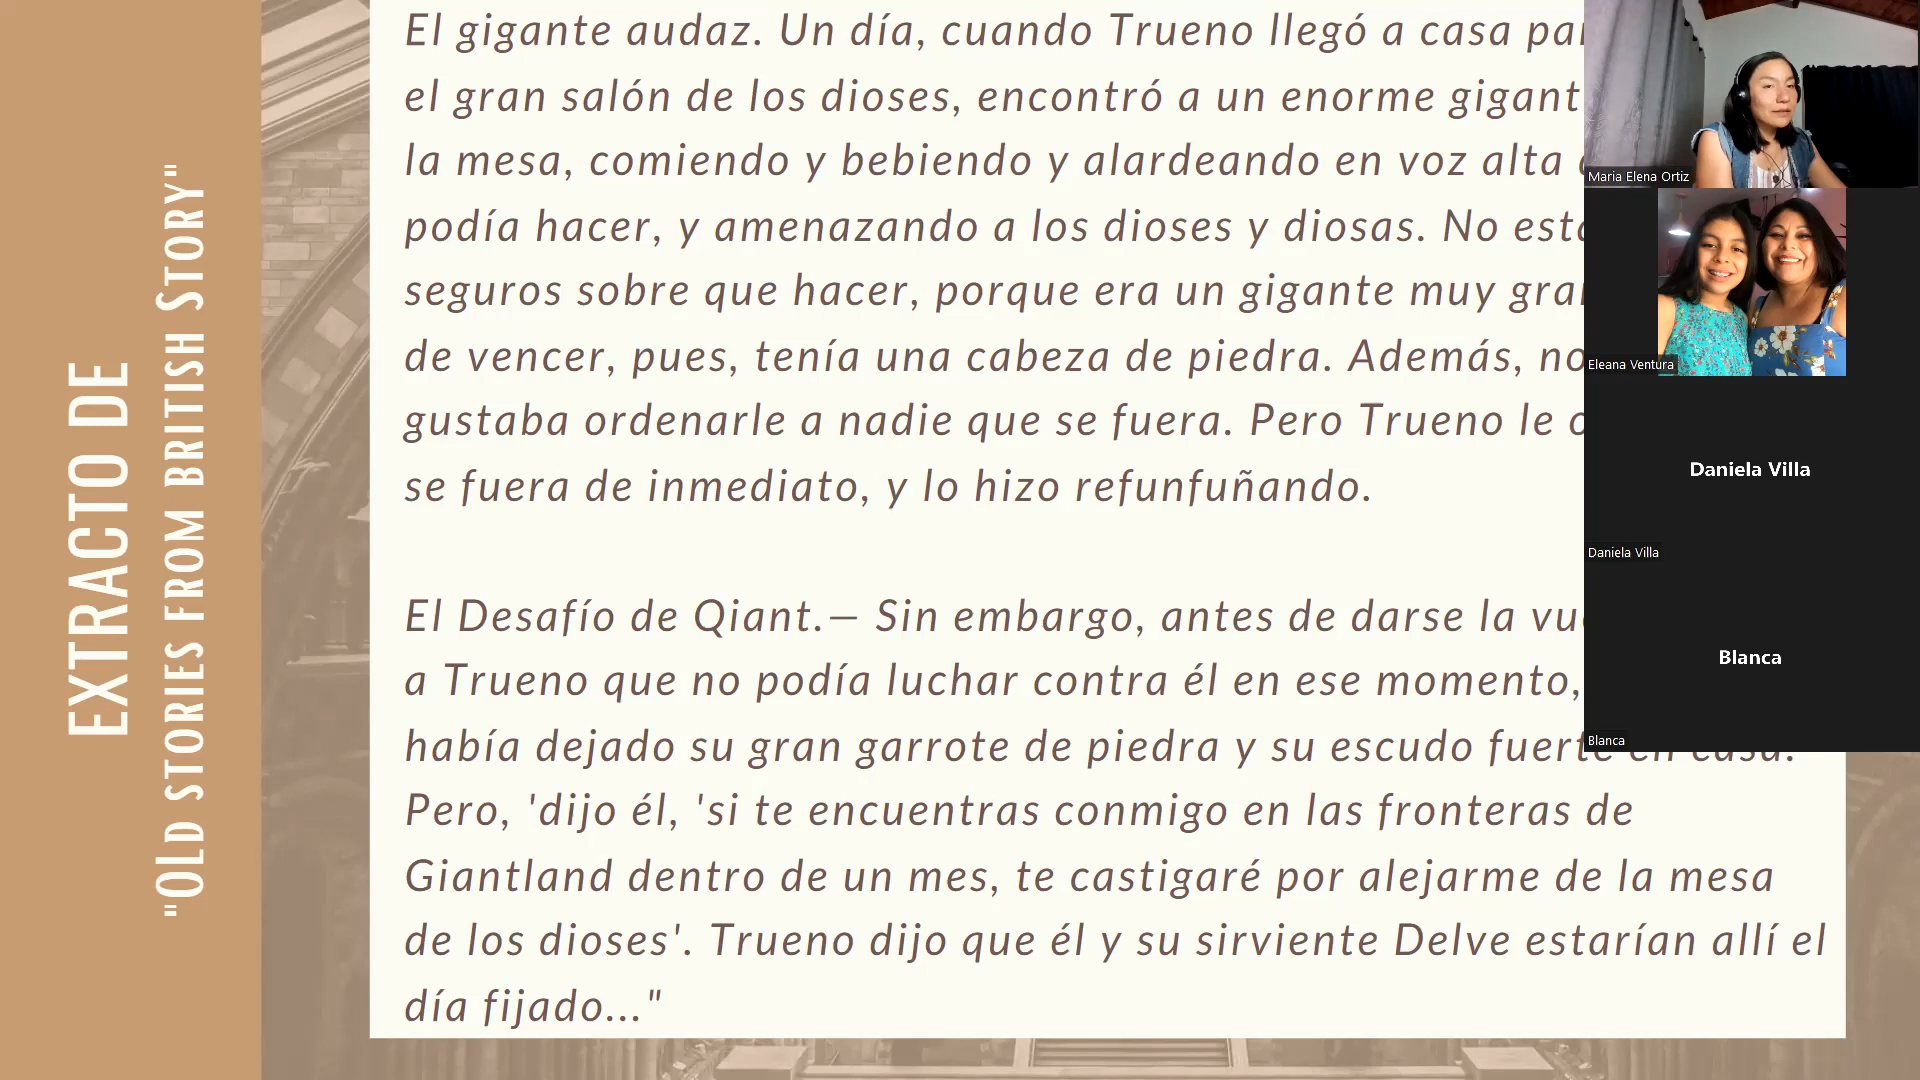 EXTRACTO DE
"OLD STORIES FROM BRITISH STORY"
El gigante audaz. Un día, cuando Trueno llegó a casa
el gran salón de los dioses, encontró a un enorme
la mesa, comiendo y bebiendo y alardeando en voz alta
podía hacer, y amenazando a los dioses y diosas. No
seguros sobre que hacer, porque era un gigante muy
de vencer, pues, tenía una cabeza de piedra. Además, no
gustaba ordenarle a nadie que se fuera. Pero Trueno le
se fuera de inmediato, y lo hizo refunfuñando.
El Desafío de Qiant.— Sin embargo, antes de darse la
a Trueno que no podía luchar contra él en ese momento,
había dejado su gran garrote de piedra y su escudo fuerte en casa.
Pero, 'dijo él, 'si te encuentras conmigo en las fronteras de
Giantland dentro de un mes, te castigaré por alejarme de la mesa
de los dioses'. Trueno dijo que él y su sirviente Delve estarían allí el
día fijado..."
Maria Elena Ortiz
Eleana Ventura
Daniela Villa
Daniela Villa
Blanca
Blanca